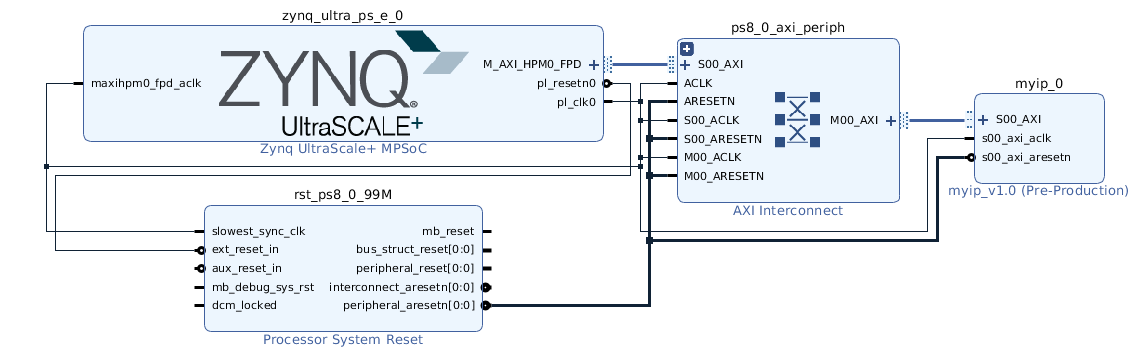 zynq_ultra_ps_e_0
maxihpm0_fpd_aclk
ZYNQ®
UltraSCALE+
M_AXI_HPM0_FPD
pl_resetn0
pl_clk0
Zynq UltraScale+ MPSoC
ps8_0_axi_periph
S00_AXI
ACLK
ARESETN
S00_ACLK
S00_ARESETN
M00_ACLK
M00_ARESETN
M00_AXI
AXI Interconnect
myip_0
S00_AXI
s00_axi_aclk
s00_axi_aresetn
myip_v1.0 (Pre-Production)
rst_ps8_0_99M
slowest_sync_clk
ext_reset_in
aux_reset_in
mb_debug_sys_rst
dcm_locked
mb_reset
bus_struct_reset[0:0]
peripheral_reset[0:0]
interconnect_aresetn[0:0]
peripheral_aresetn[0:0]
Processor System Reset